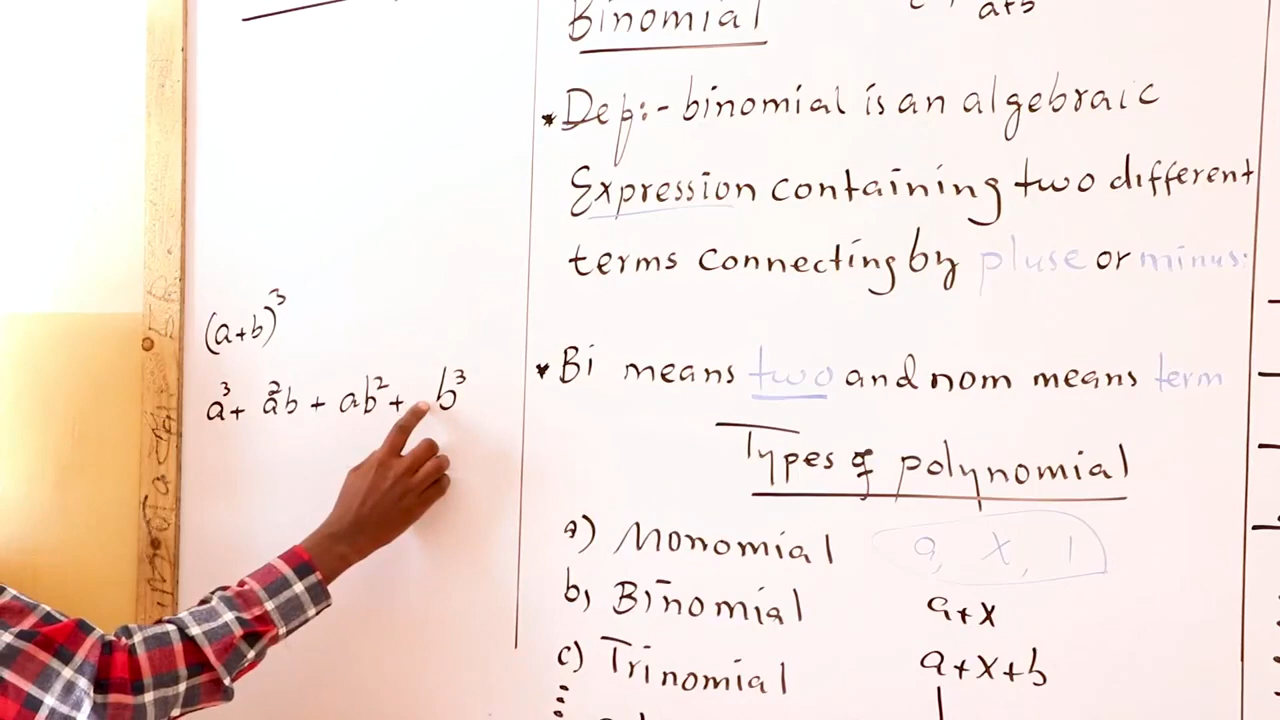 (a+b)³
a³+ a²b + ab²+ b³
Binomial
a+b
* Def:- binomial is an algebraic
Expression containing two different
terms connecting by pluse or minus.
* Bi means two and nom means term
Types of polynomial
a) Monomial a, x, 1
b, Binomial a+x
c) Trinomial a+x+b